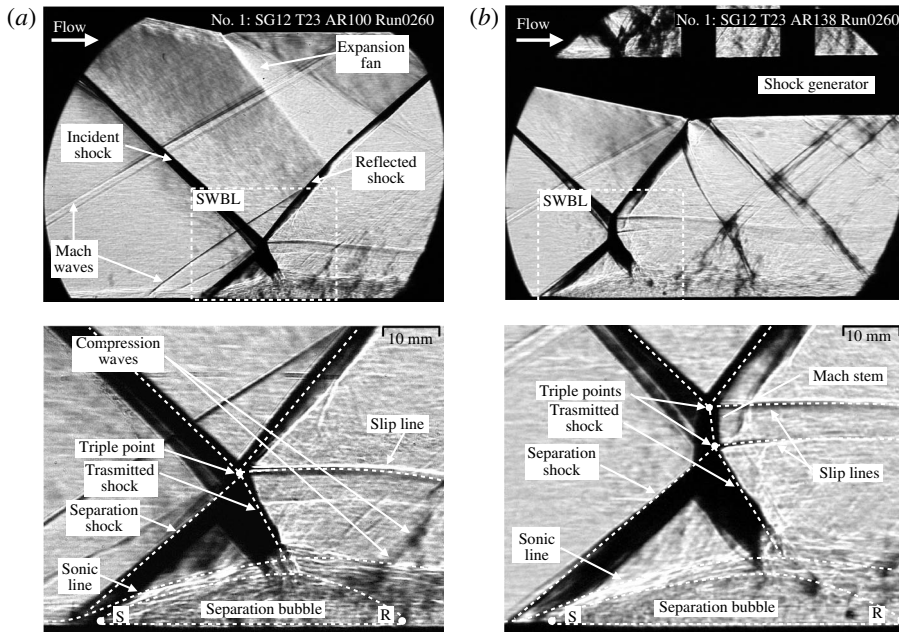 (a)
No. 1: SG12 T23 AR100 Run0260
Flow
Expansion
fan
Incident
shock
Reflected
shock
SWBL
Mach
waves
(b)
No. 1: SG12 T23 AR138 Run0260
Flow
Shock generator
SWBL
10 mm
Compression
waves
Slip line
Triple point
Trasmitted
shock
Separation
shock
Sonic
line
S
Separation bubble
R
10 mm
Mach stem
Triple points
Trasmitted
shock
Separation
shock
Slip lines
Sonic
line
S
Separation bubble
R